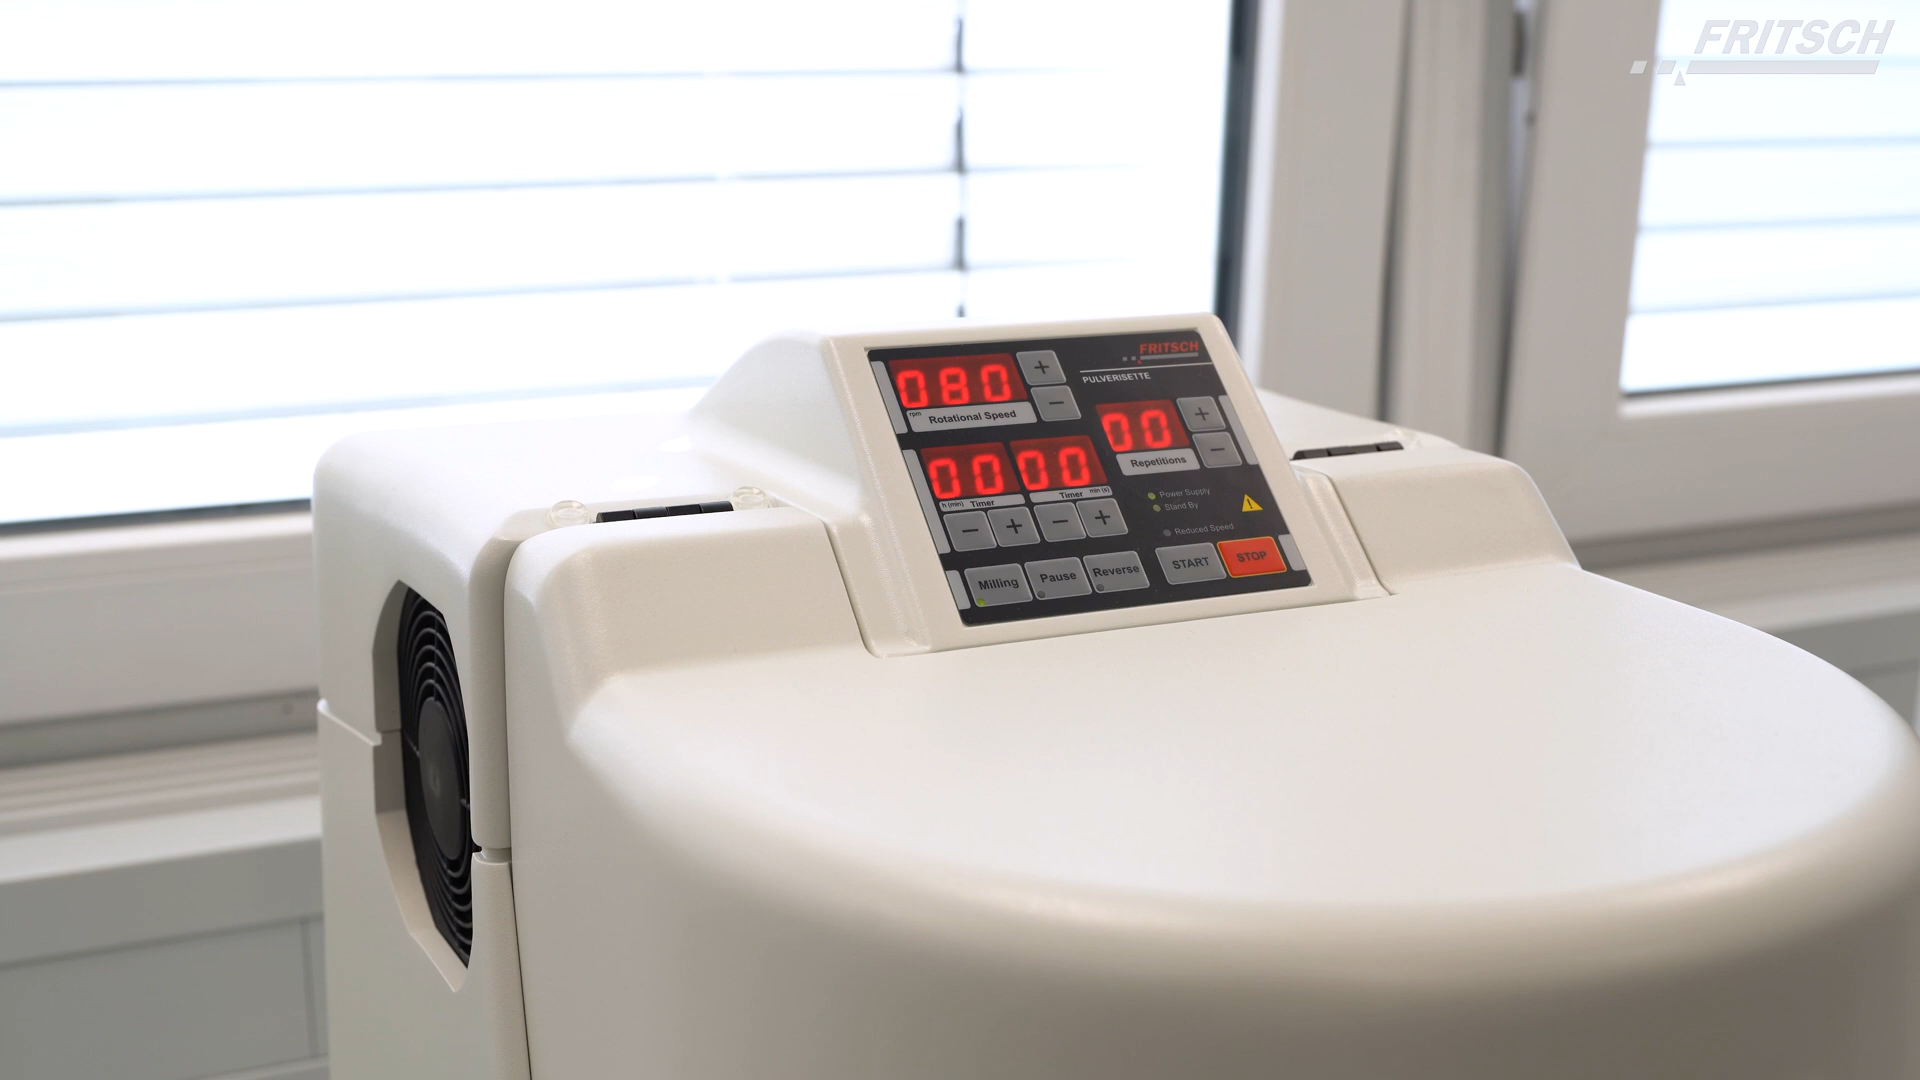 FRITSCH
FRITSCH
PULVERISETTE
080
+
−
rpm
Rotational Speed
00
+
−
Repetitions
00 00
h (min) Timer
Timer min (s)
− + − +
Power Supply
Stand By
Reduced Speed
Milling Pause Reverse START STOP